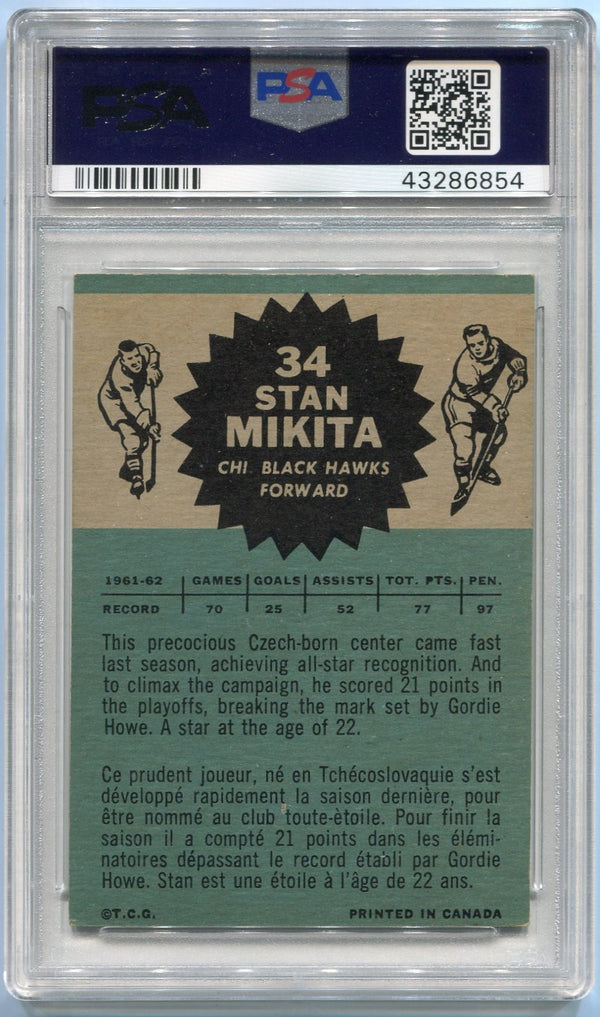 PSA
PSA
43286854
34
STAN
MIKITA
CHI. BLACK HAWKS
FORWARD
1961-62 GAMES GOALS ASSISTS TOT. PTS. PEN.
RECORD 70 25 52 77 97
This precocious Czech-born center came fast
last season, achieving all-star recognition. And
to climax the campaign, he scored 21 points in
the playoffs, breaking the mark set by Gordie
Howe. A star at the age of 22.
Ce prudent joueur, né en Tchécoslovaquie s'est
développé rapidement la saison dernière, pour
être nommé au club toute-ètoile. Pour finir la
saison il a compté 21 points dans les élémi-
natoires dépassant le record établi par Gordie
Howe. Stan est une étoile à l'âge de 22 ans.
©T.C.G. PRINTED IN CANADA